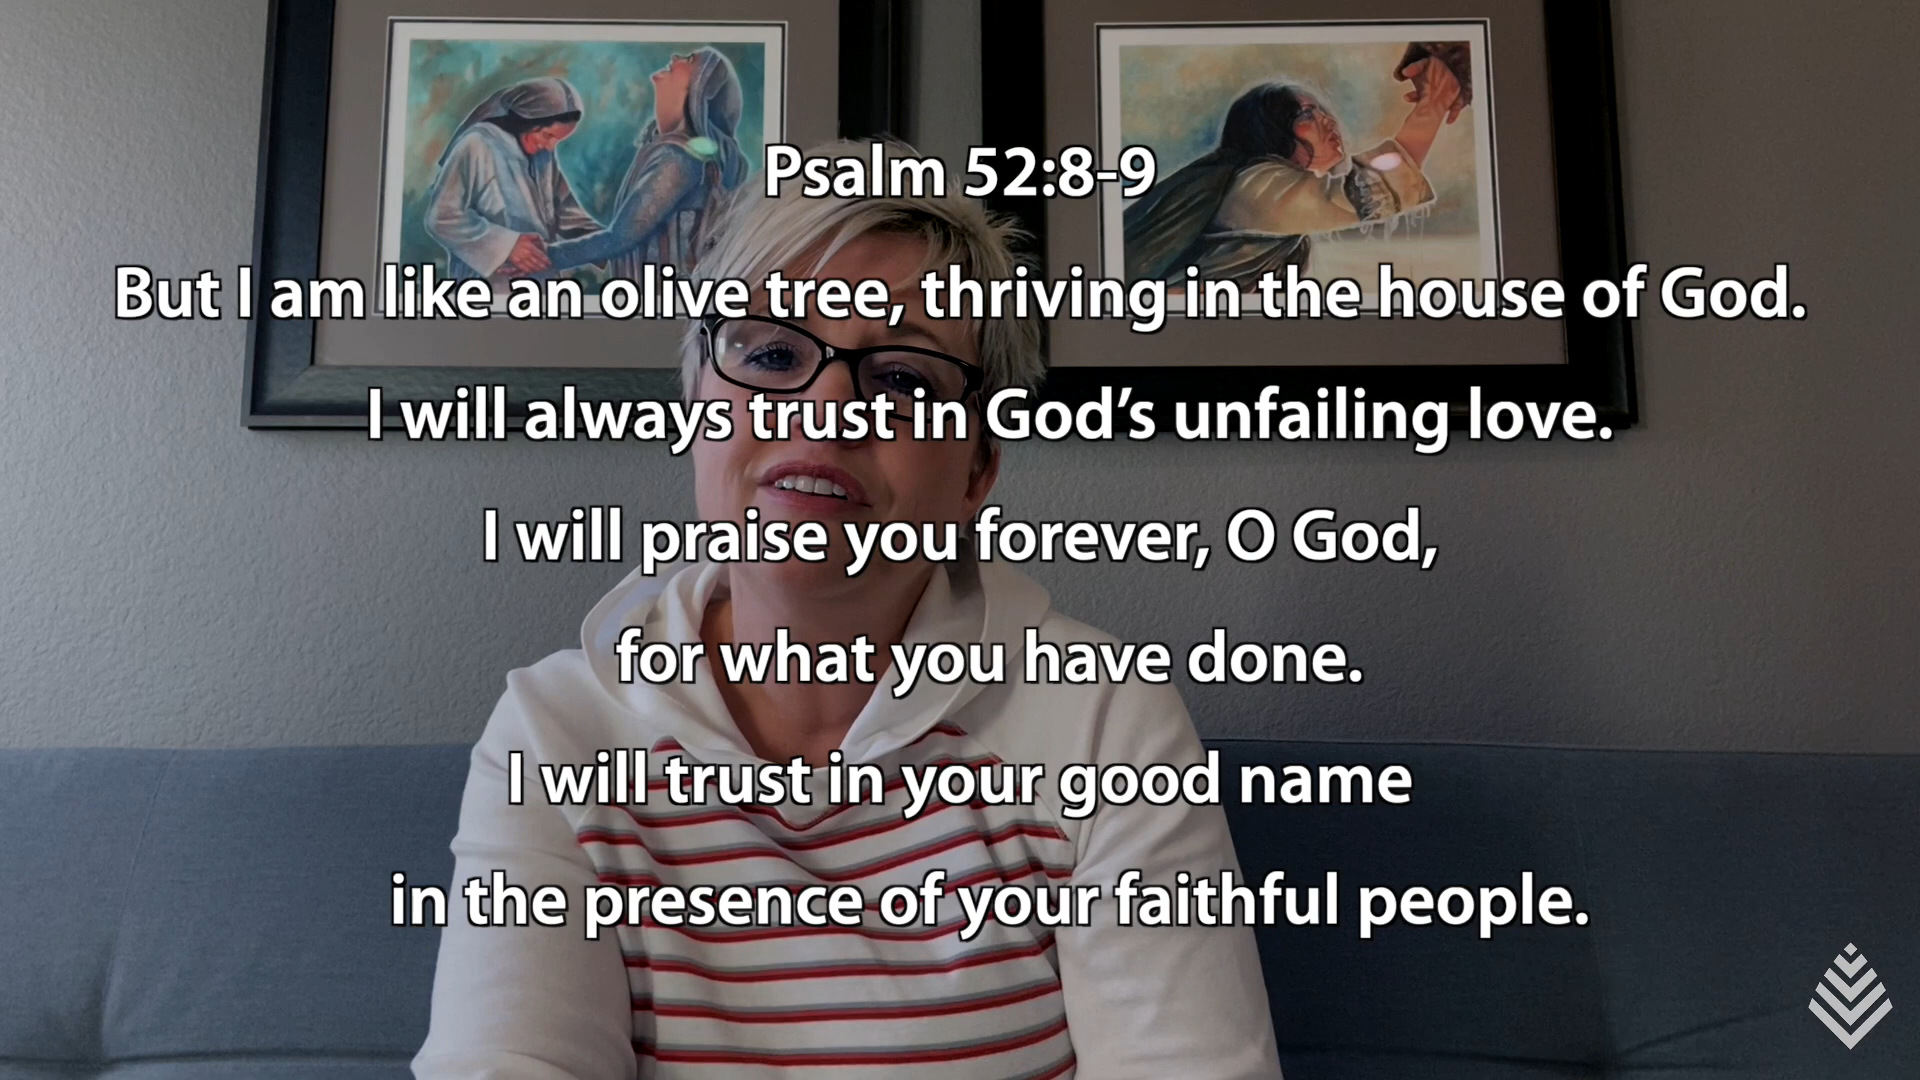 Psalm 52:8-9
But I am like an olive tree, thriving in the house of God.
I will always trust in God’s unfailing love.
I will praise you forever, O God,
for what you have done.
I will trust in your good name
in the presence of your faithful people.